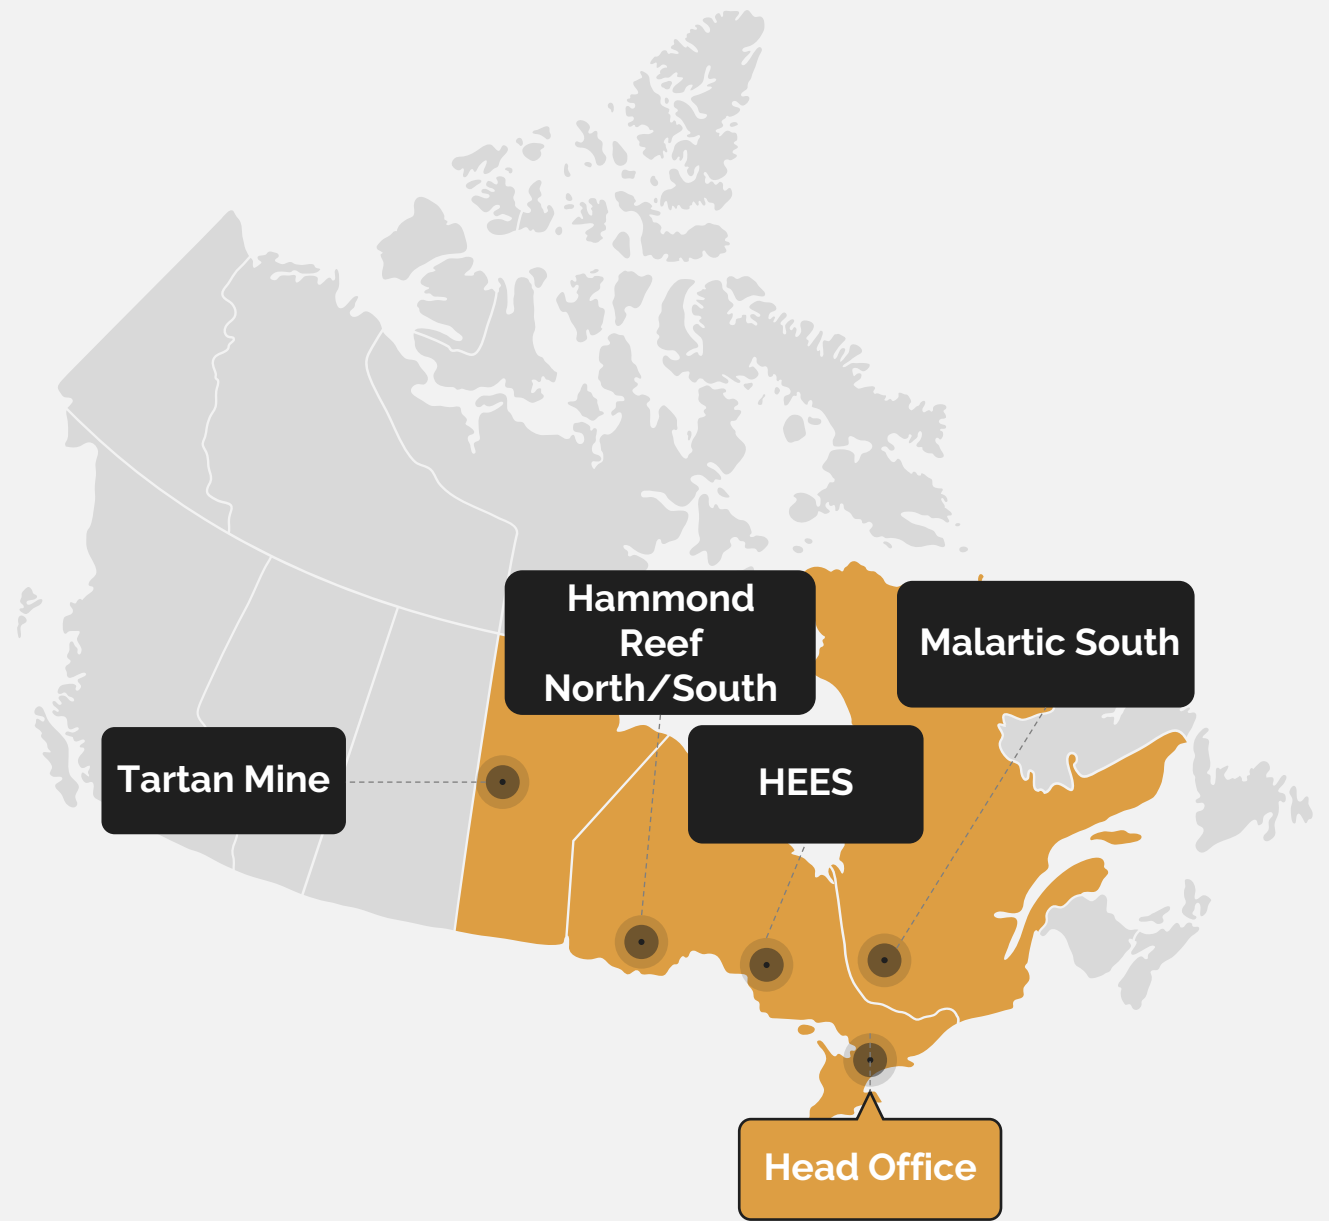 Hammond
Reef
North/South
Malartic South
Tartan Mine
HEES
Head Office